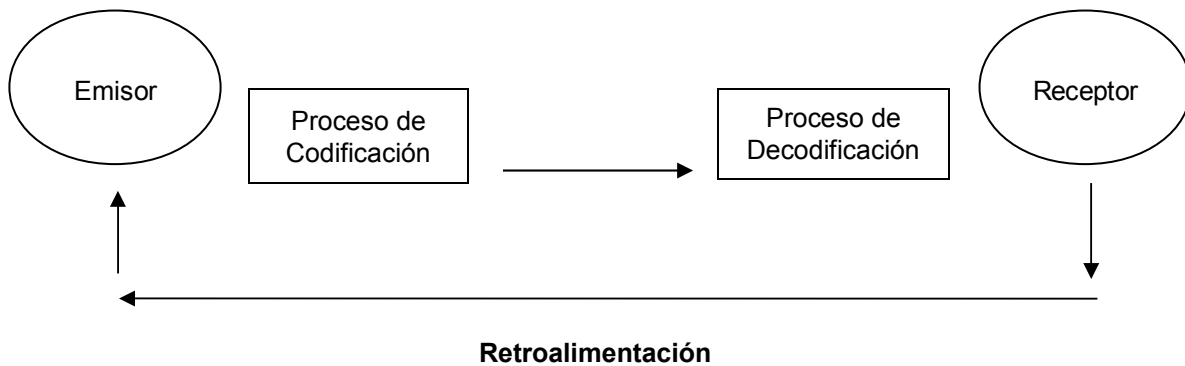 Emisor
Proceso de
Codificación
Proceso de
Decodificación
Receptor
Retroalimentación